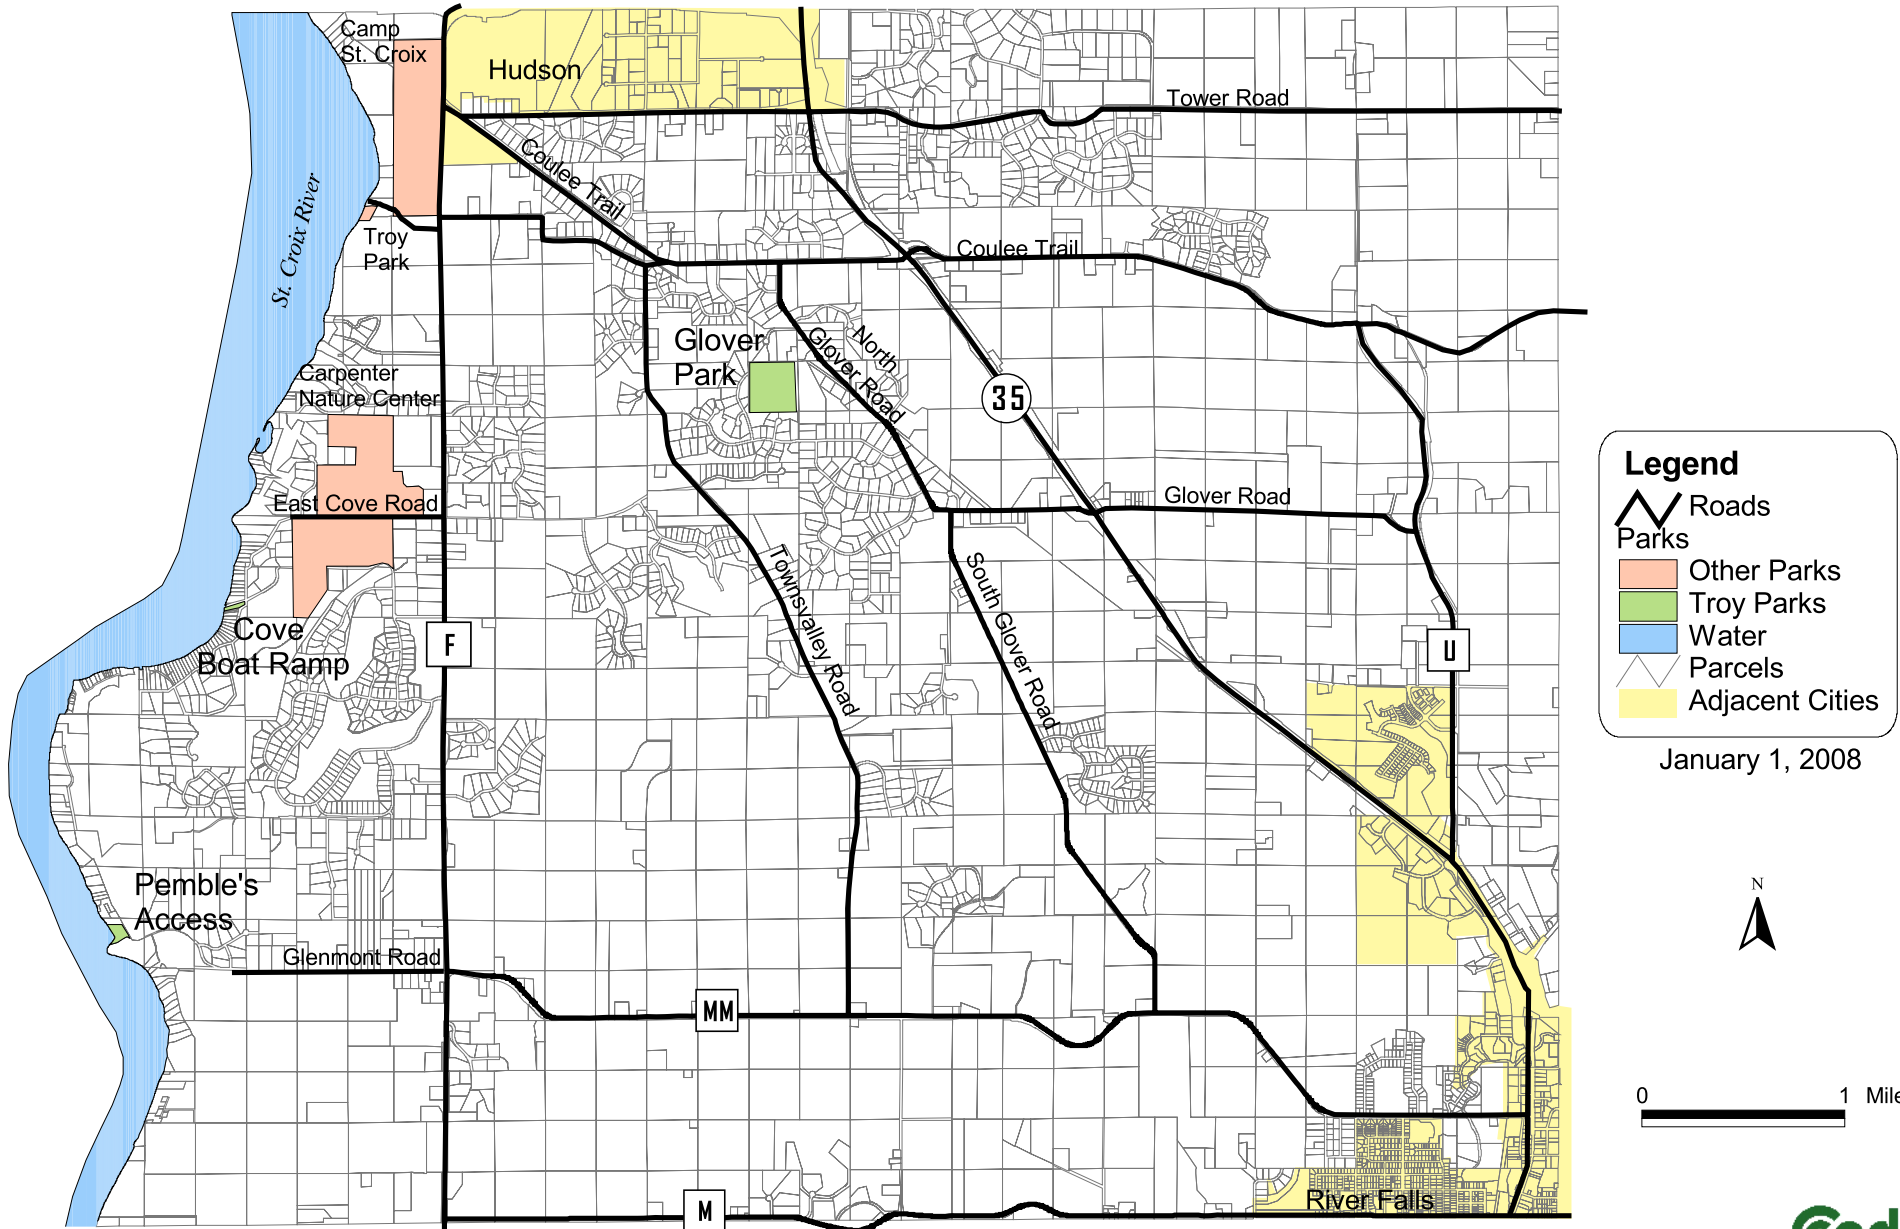 Camp
St. Croix
Hudson
Tower Road
Coulee Trail
St. Croix River
Troy
Park
Coulee Trail
Glover
Park
North
Glover Road
35
Carpenter
Nature Center
East Cove Road
Glover Road
Legend
Roads
Parks
Other Parks
Troy Parks
Water
Parcels
Adjacent Cities
January 1, 2008
Townsvalley Road
South Glover Road
Cove
Boat Ramp
F
U
Pemble's
Access
N
Glenmont Road
MM
0 1 Mile
M
River Falls